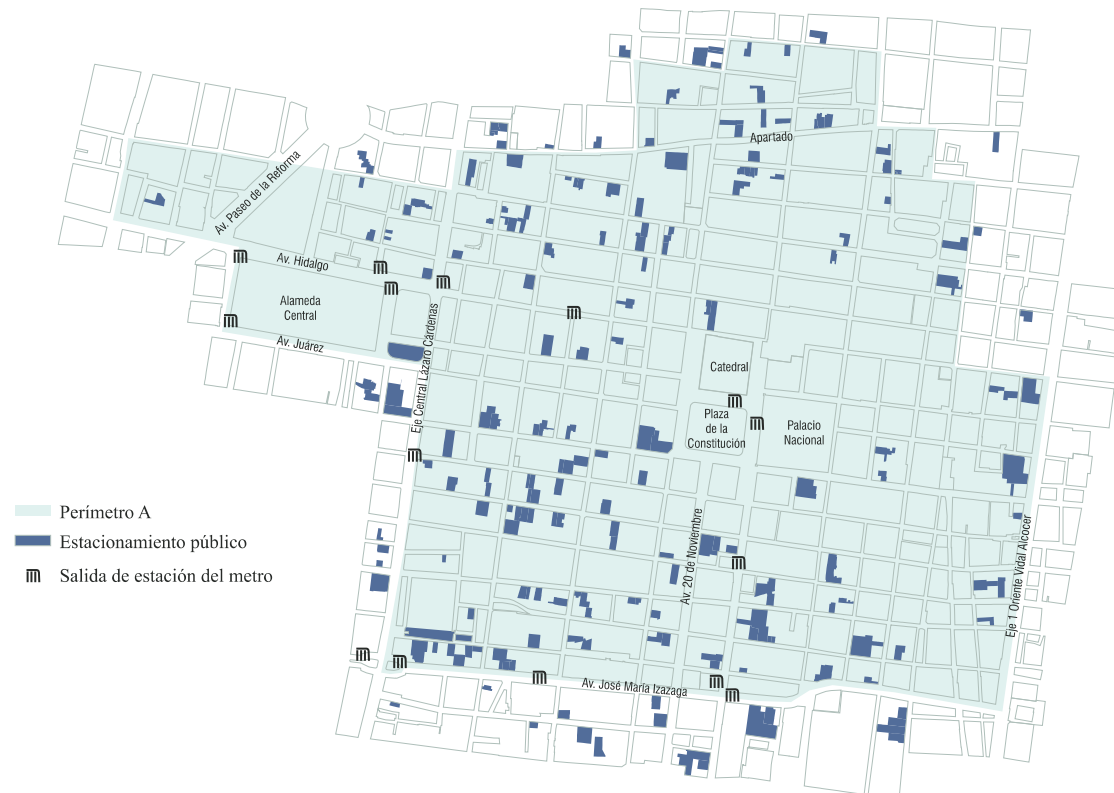 Apartado
Av. Paseo de la Reforma
Av. Hidalgo
Alameda
Central
Av. Juárez
Eje Central Lázaro Cárdenas
Catedral
Plaza
de la
Constitución
Palacio
Nacional
Perímetro A
Estacionamiento público
Salida de estación del metro
Av. 20 de Noviembre
Eje 1 Oriente Vidal Alcocer
Av. José María Izazaga